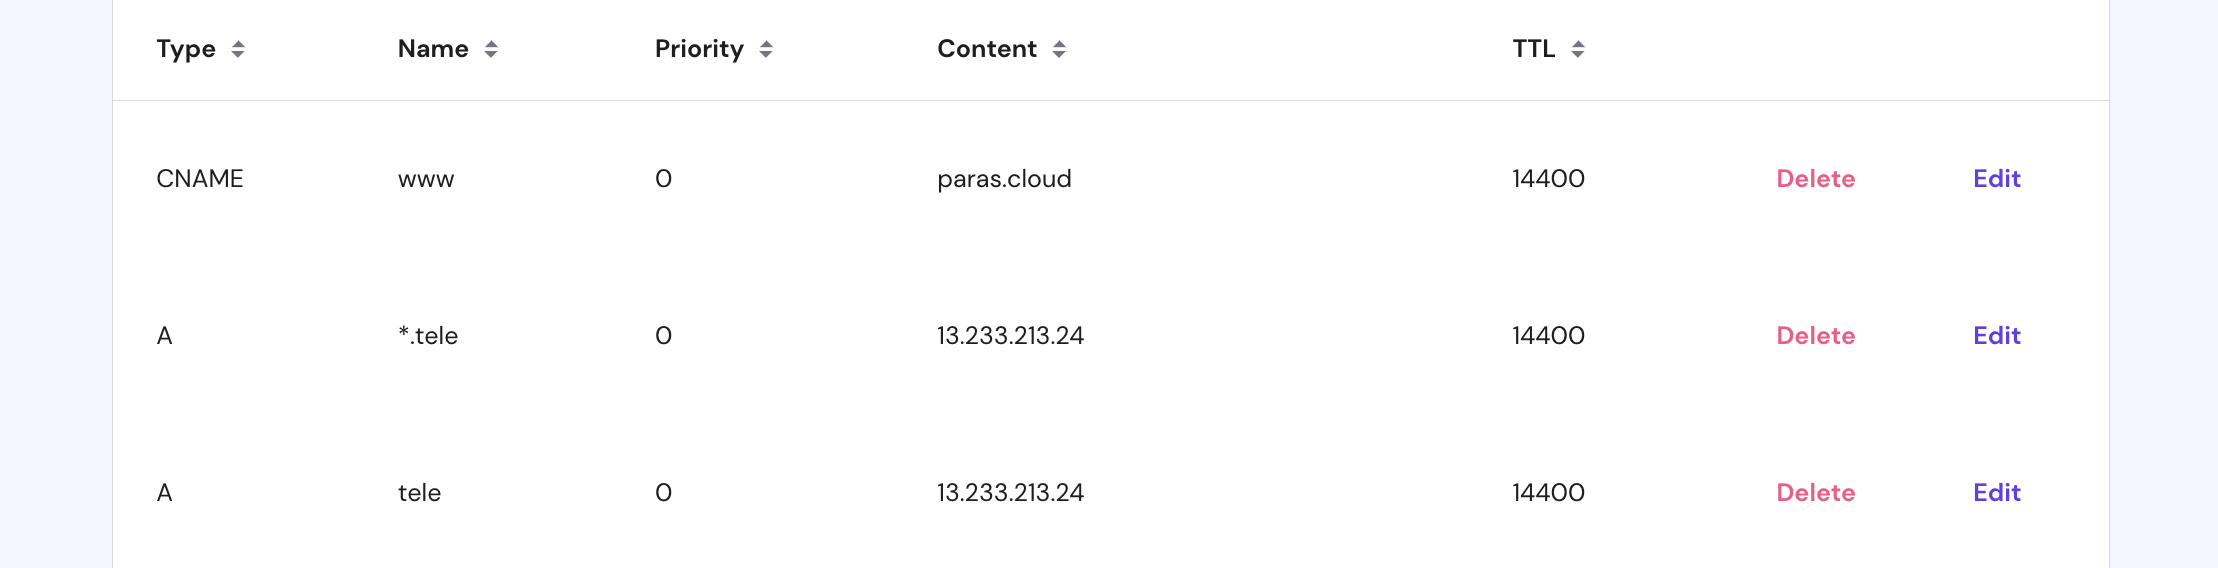 Type Name Priority Content TTL
CNAME www 0 paras.cloud 14400 Delete Edit
A *.tele 0 13.233.213.24 14400 Delete Edit
A tele 0 13.233.213.24 14400 Delete Edit